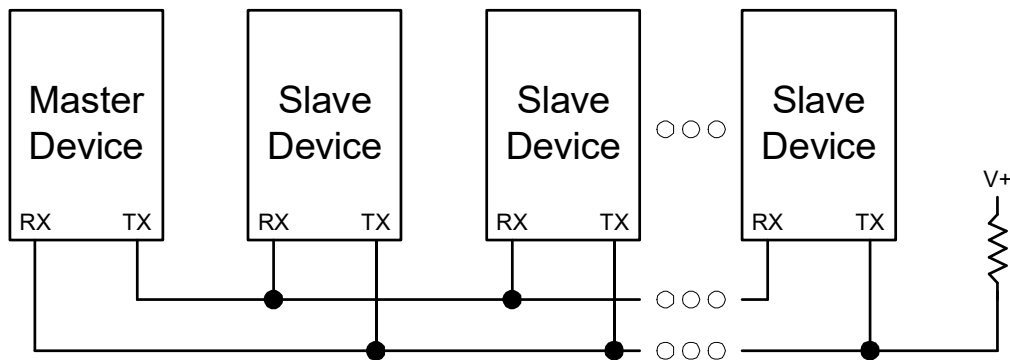 Master
Device
Slave
Device
Slave
Device
Slave
Device
RX TX
RX TX
RX TX
RX TX
V+